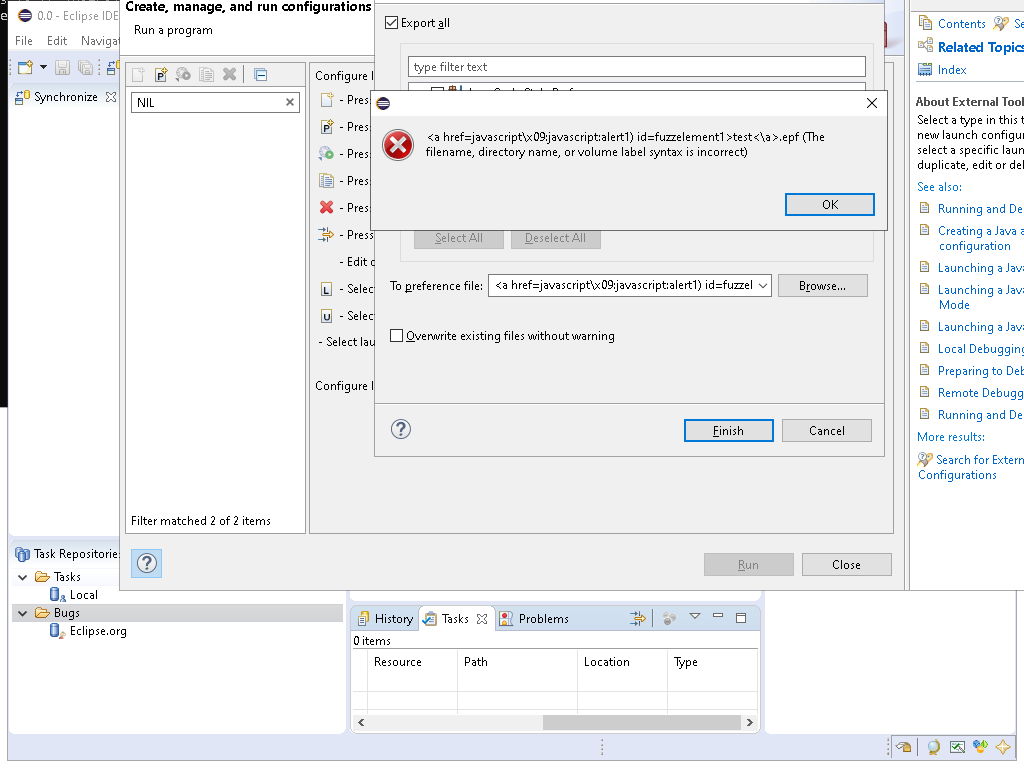 0.0 - Eclipse IDE
File Edit Navigat
Synchronize
Create, manage, and run configurations
Run a program
NIL
Filter matched 2 of 2 items
Configure l
- Pres
- Pres
- Pres
- Pres
- Pres
- Press
- Edit c
- Selec
- Selec
- Select lau
Configure l
Run
Close
Export all
type filter text
<a href=javascript\x09:javascript:alert1) id=fuzzelement1>test<\a>.epf (The
filename, directory name, or volume label syntax is incorrect)
OK
Select All
Deselect All
To preference file:
<a href=javascript\x09:javascript:alert1) id=fuzzel
Browse...
Overwrite existing files without warning
Finish
Cancel
Contents
Se
Related Topics
Index
About External Tool
Select a type in this t
new launch configur
select a specific laun
duplicate, edit or del
See also:
Running and De
Creating a Java a
configuration
Launching a Java
Launching a Java
Mode
Launching a Java
Local Debugging
Preparing to Deb
Remote Debugg
Running and De
More results:
Search for Extern
Configurations
Task Repositories
Tasks
Local
Bugs
Eclipse.org
History
Tasks
Problems
0 items
Resource Path Location Type